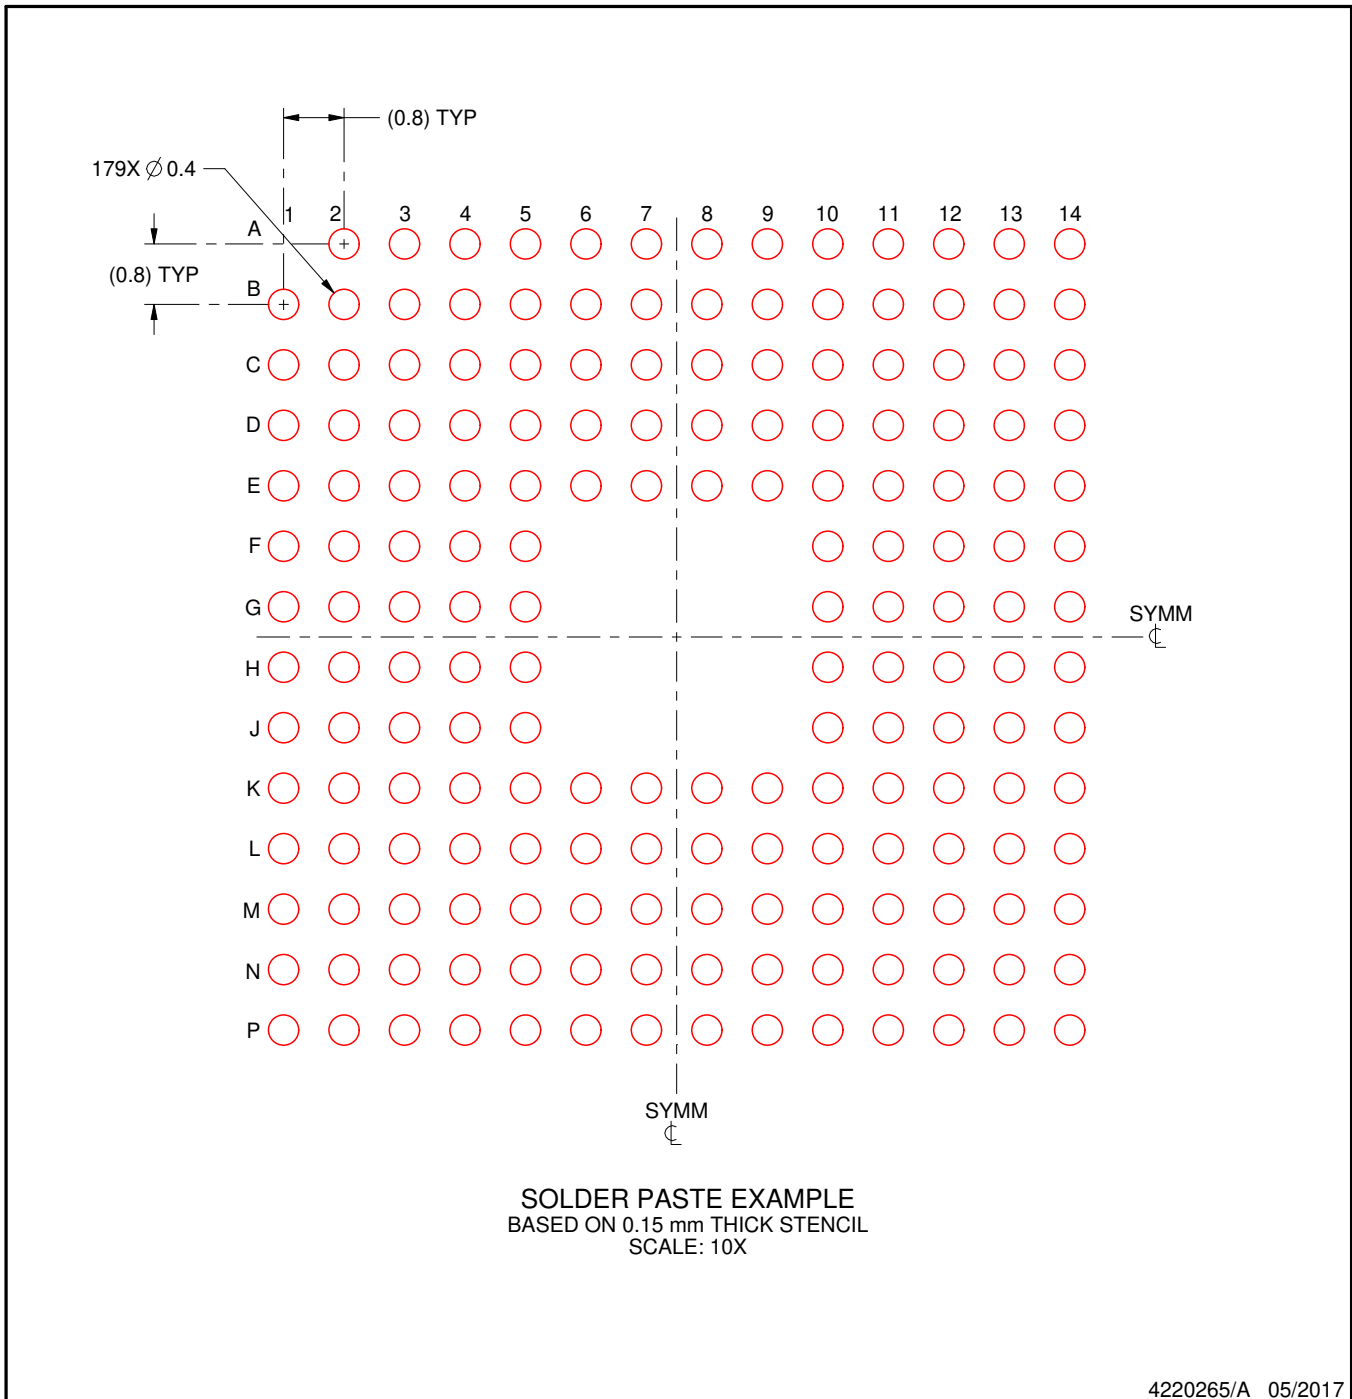 (0.8) TYP
179X ∅ 0.4
1 2 3 4 5 6 7 8 9 10 11 12 13 14
A
(0.8) TYP
B
C
D
E
F
G
SYMM
℄
H
J
K
L
M
N
P
SYMM
℄
SOLDER PASTE EXAMPLE
BASED ON 0.15 mm THICK STENCIL
SCALE: 10X
4220265/A 05/2017